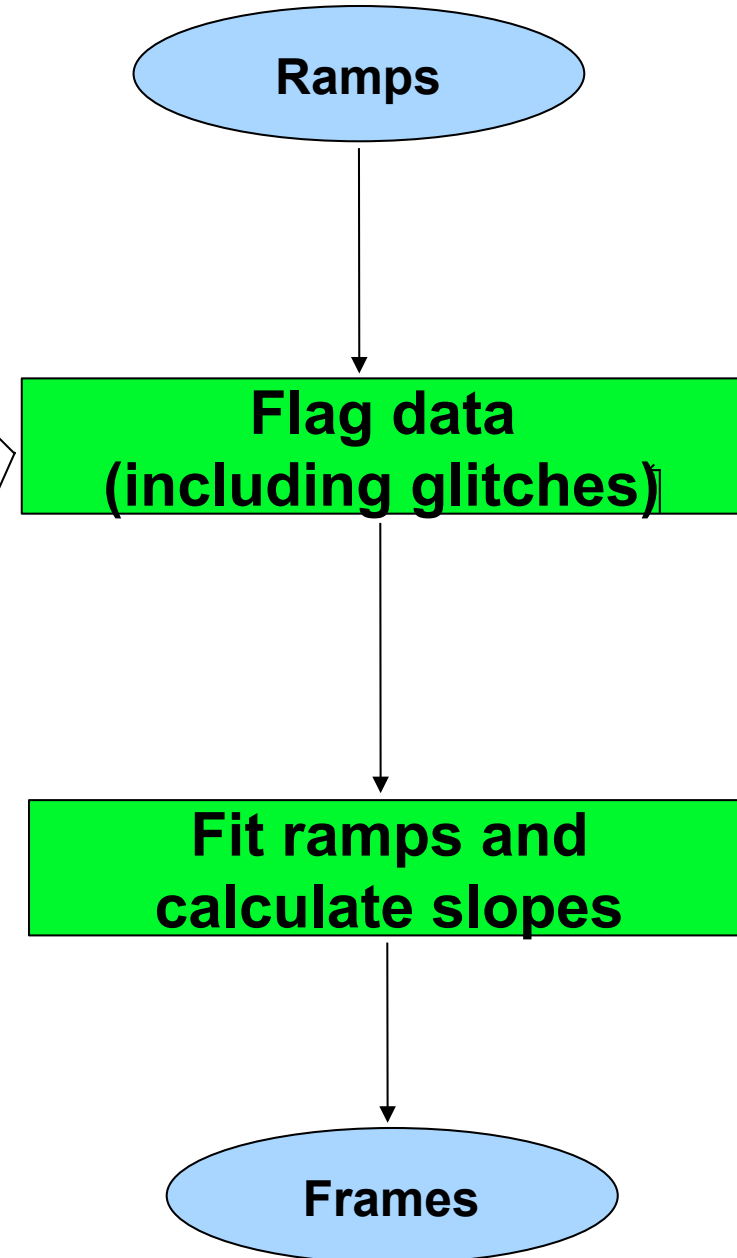 Ramps
Flag data
(including glitches)
Fit ramps and
calculate slopes
Frames